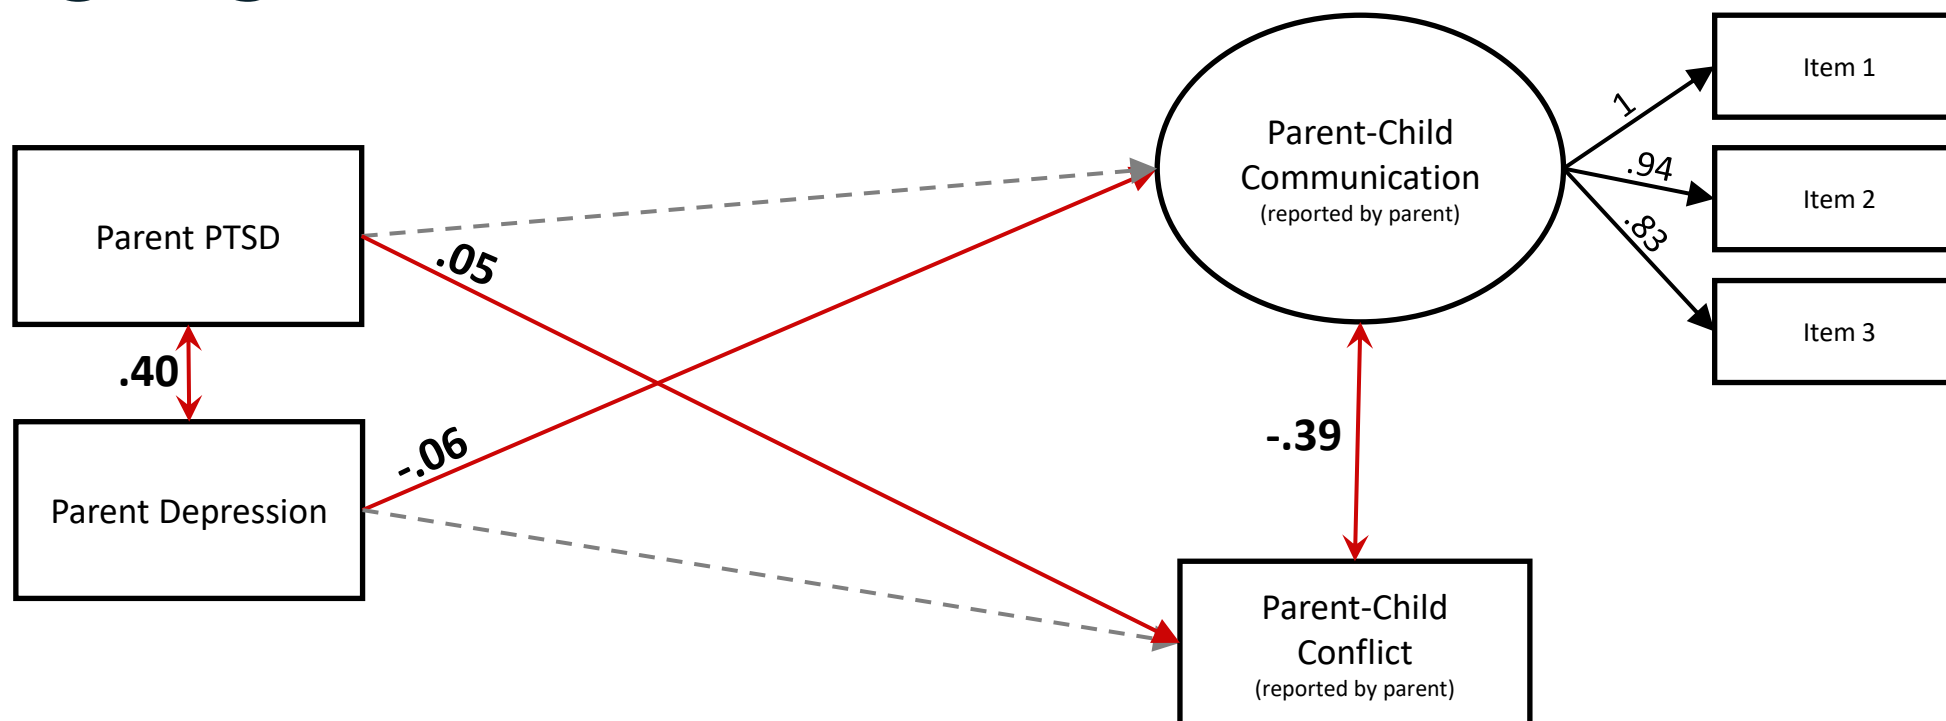 Parent PTSD
.40
Parent Depression
.05
-.06
Parent-Child
Communication
(reported by parent)
-.39
Parent-Child
Conflict
(reported by parent)
1
.94
.83
Item 1
Item 2
Item 3